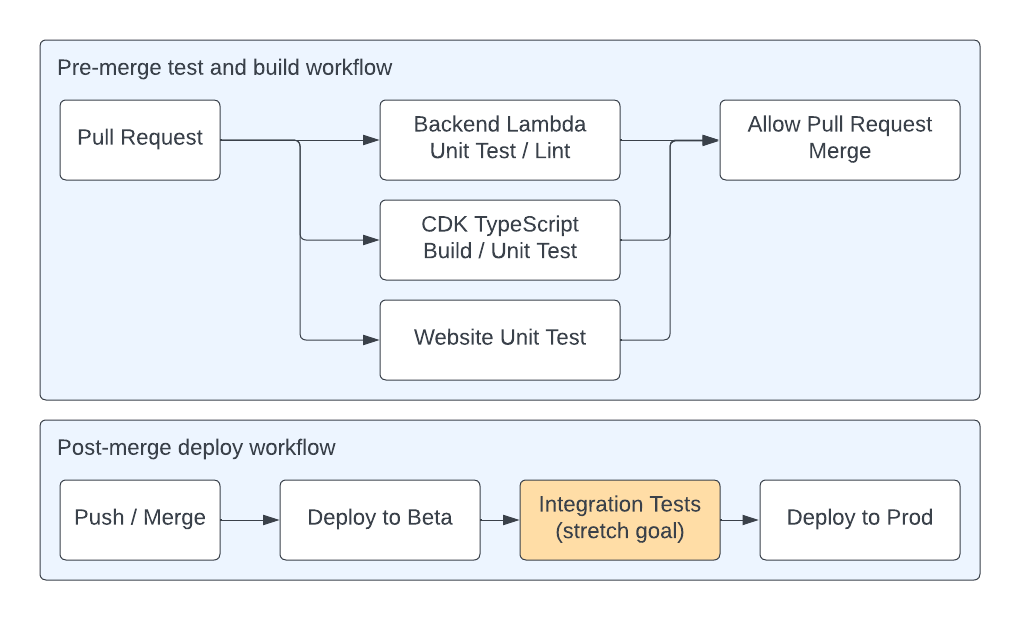 Pre-merge test and build workflow
Pull Request
Backend Lambda
Unit Test / Lint
Allow Pull Request
Merge
CDK TypeScript
Build / Unit Test
Website Unit Test
Post-merge deploy workflow
Push / Merge
Deploy to Beta
Integration Tests
(stretch goal)
Deploy to Prod